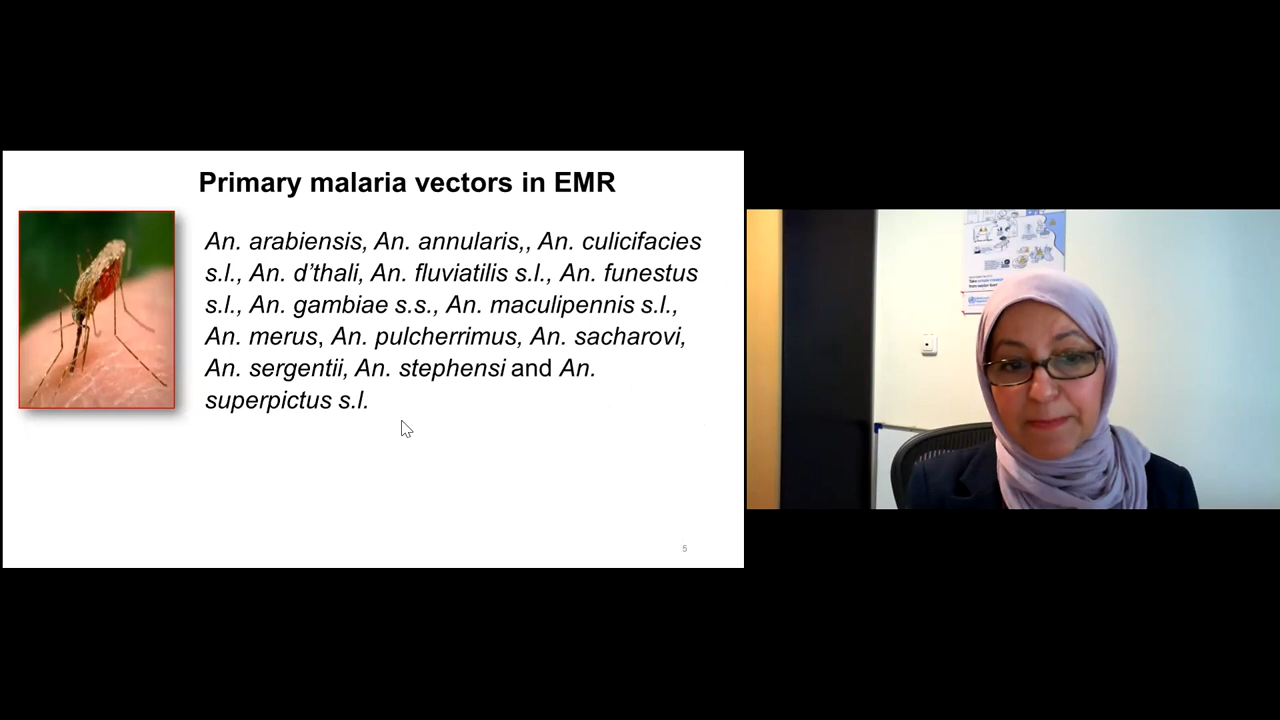 Primary malaria vectors in EMR
An. arabiensis, An. annularis,, An. culicifacies
s.l., An. d’thali, An. fluviatilis s.l., An. funestus
s.l., An. gambiae s.s., An. maculipennis s.l.,
An. merus, An. pulcherrimus, An. sacharovi,
An. sergentii, An. stephensi and An.
superpictus s.l.
5